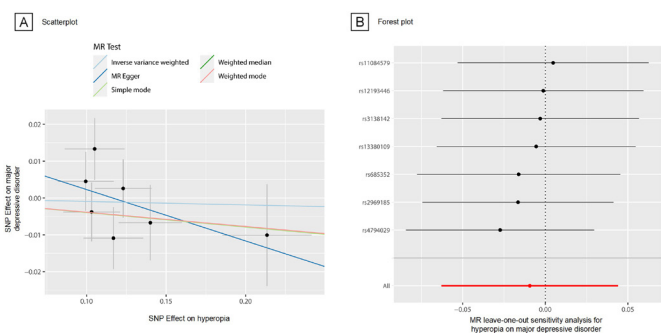 A Scatterplot
MR Test
Inverse variance weighted
MR Egger
Simple mode
Weighted median
Weighted mode
SNP Effect on major
depressive disorder
0.02
0.01
0.00
−0.01
−0.02
0.10
0.15
0.20
SNP Effect on hyperopia
B Forest plot
rs11084579
rs12193446
rs3138142
rs13380109
rs685352
rs2969185
rs4794029
All
−0.05
0.00
0.05
MR leave-one-out sensitivity analysis for
hyperopia on major depressive disorder